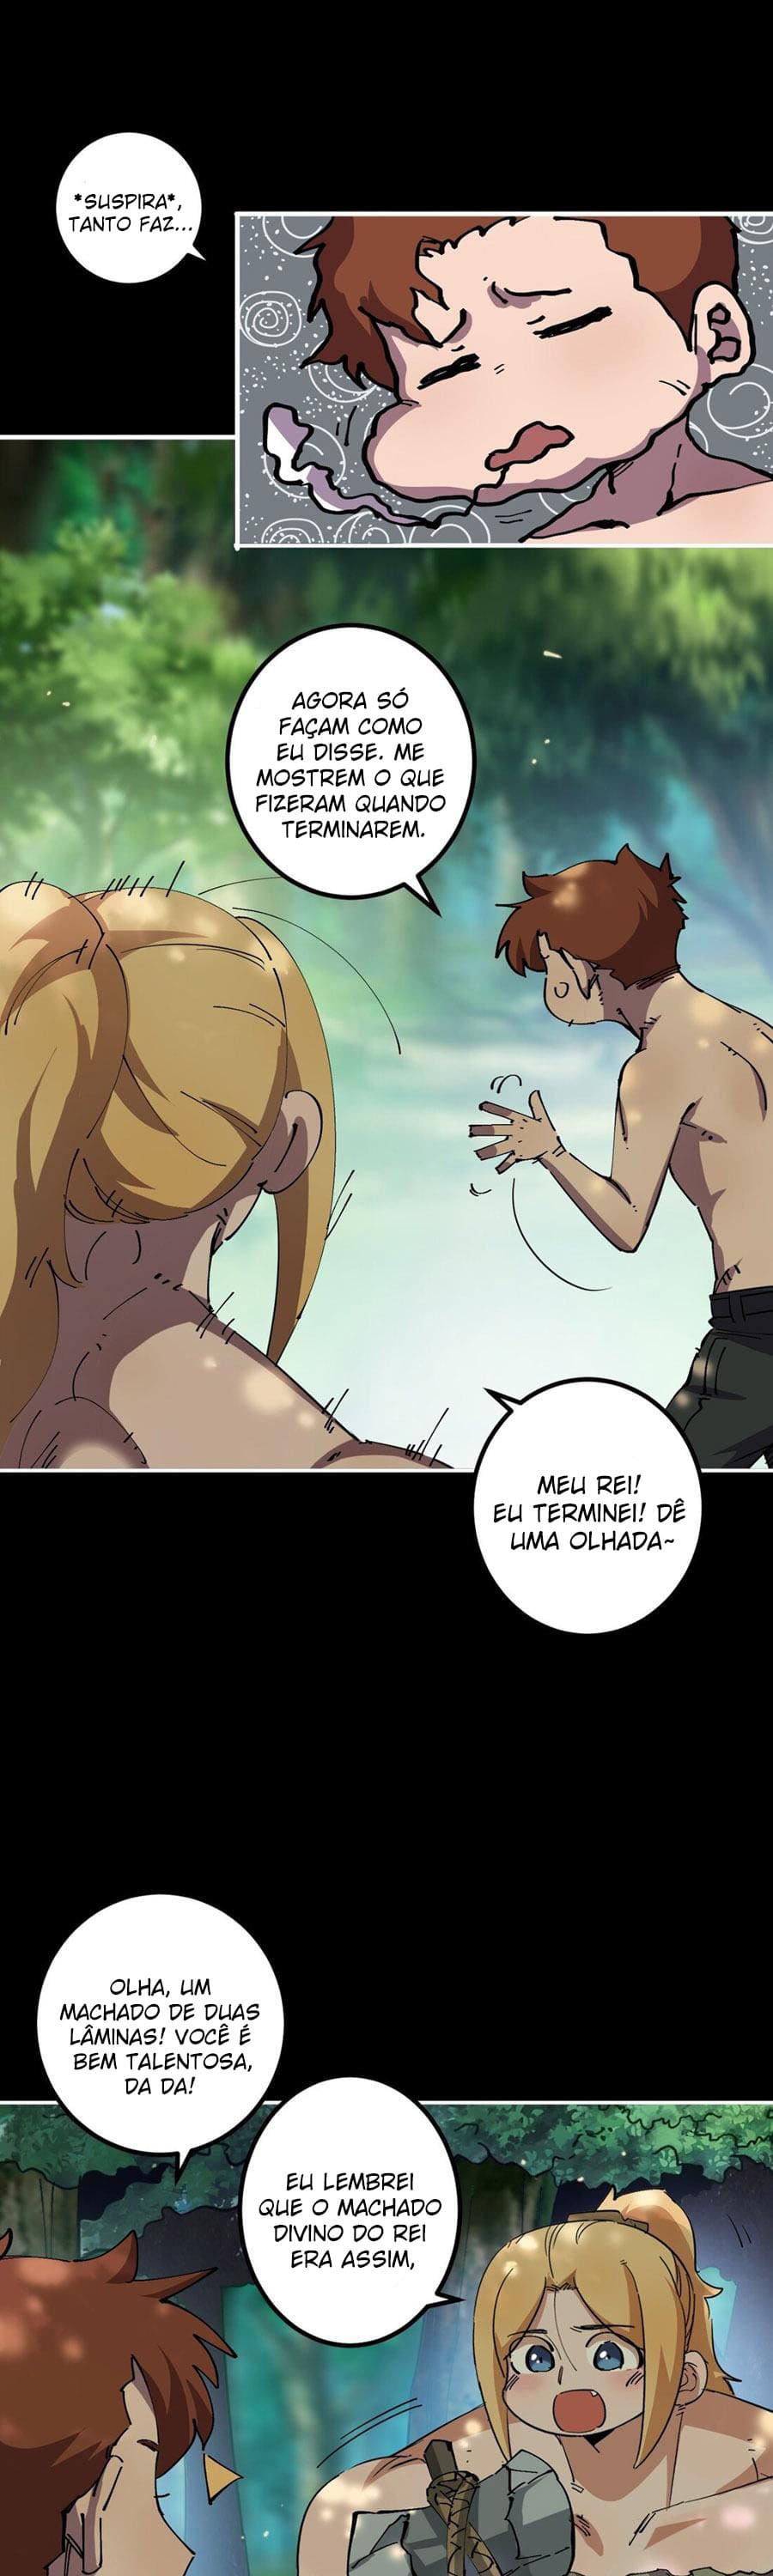 *SUSPIRA*,
TANTO FAZ...
AGORA SÓ
FAÇAM COMO
EU DISSE. ME
MOSTREM O QUE
FIZERAM QUANDO
TERMINAREM.
MEU REI!
EU TERMINEI! DÊ
UMA OLHADA~
OLHA, UM
MACHADO DE DUAS
LÂMINAS! VOCÊ É
BEM TALENTOSA,
DA DA!
EU LEMBREI
QUE O MACHADO
DIVINO DO REI
ERA ASSIM,